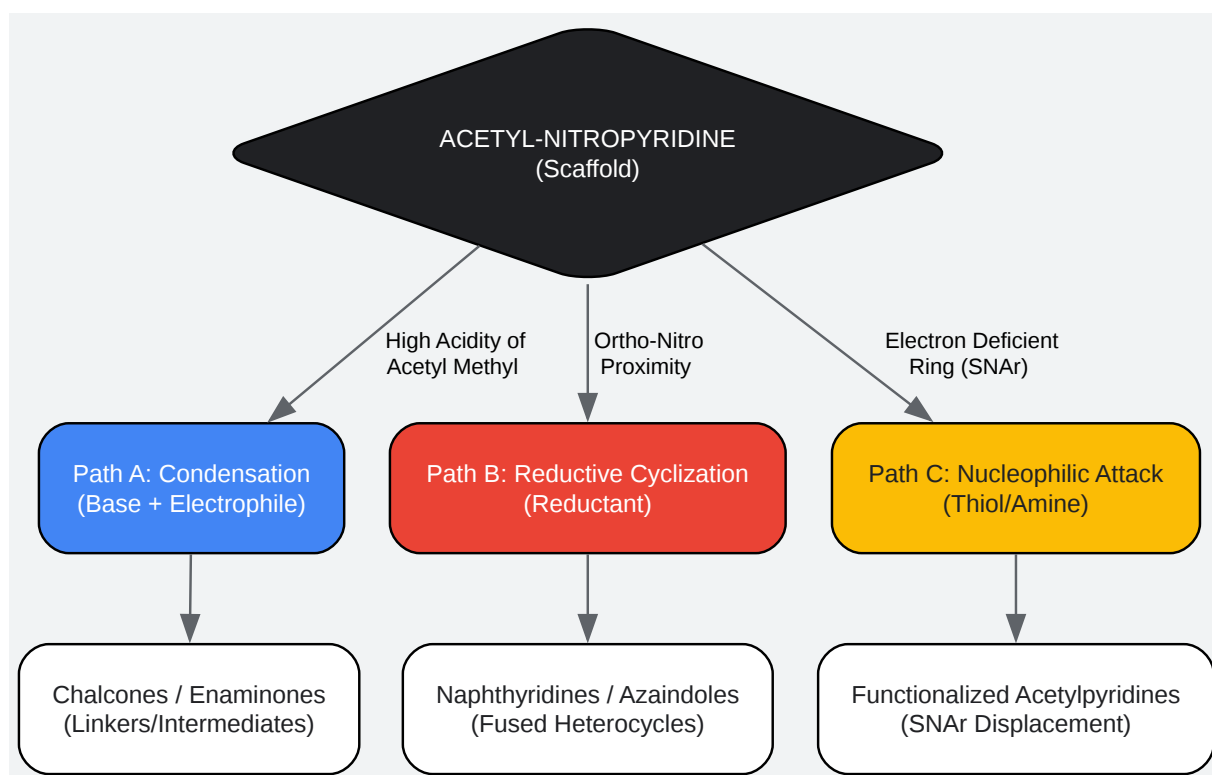 ACETYL-NITROPYRIDINE
(Scaffold)
High Acidity of
Acetyl Methyl
Ortho-Nitro
Proximity
Electron Deficient
Ring (SNAr)
Path A: Condensation
(Base + Electrophile)
Path B: Reductive Cyclization
(Reductant)
Path C: Nucleophilic Attack
(Thiol/Amine)
Chalcones / Enaminones
(Linkers/Intermediates)
Naphthyridines / Azaindoles
(Fused Heterocycles)
Functionalized Acetylpyridines
(SNAr Displacement)